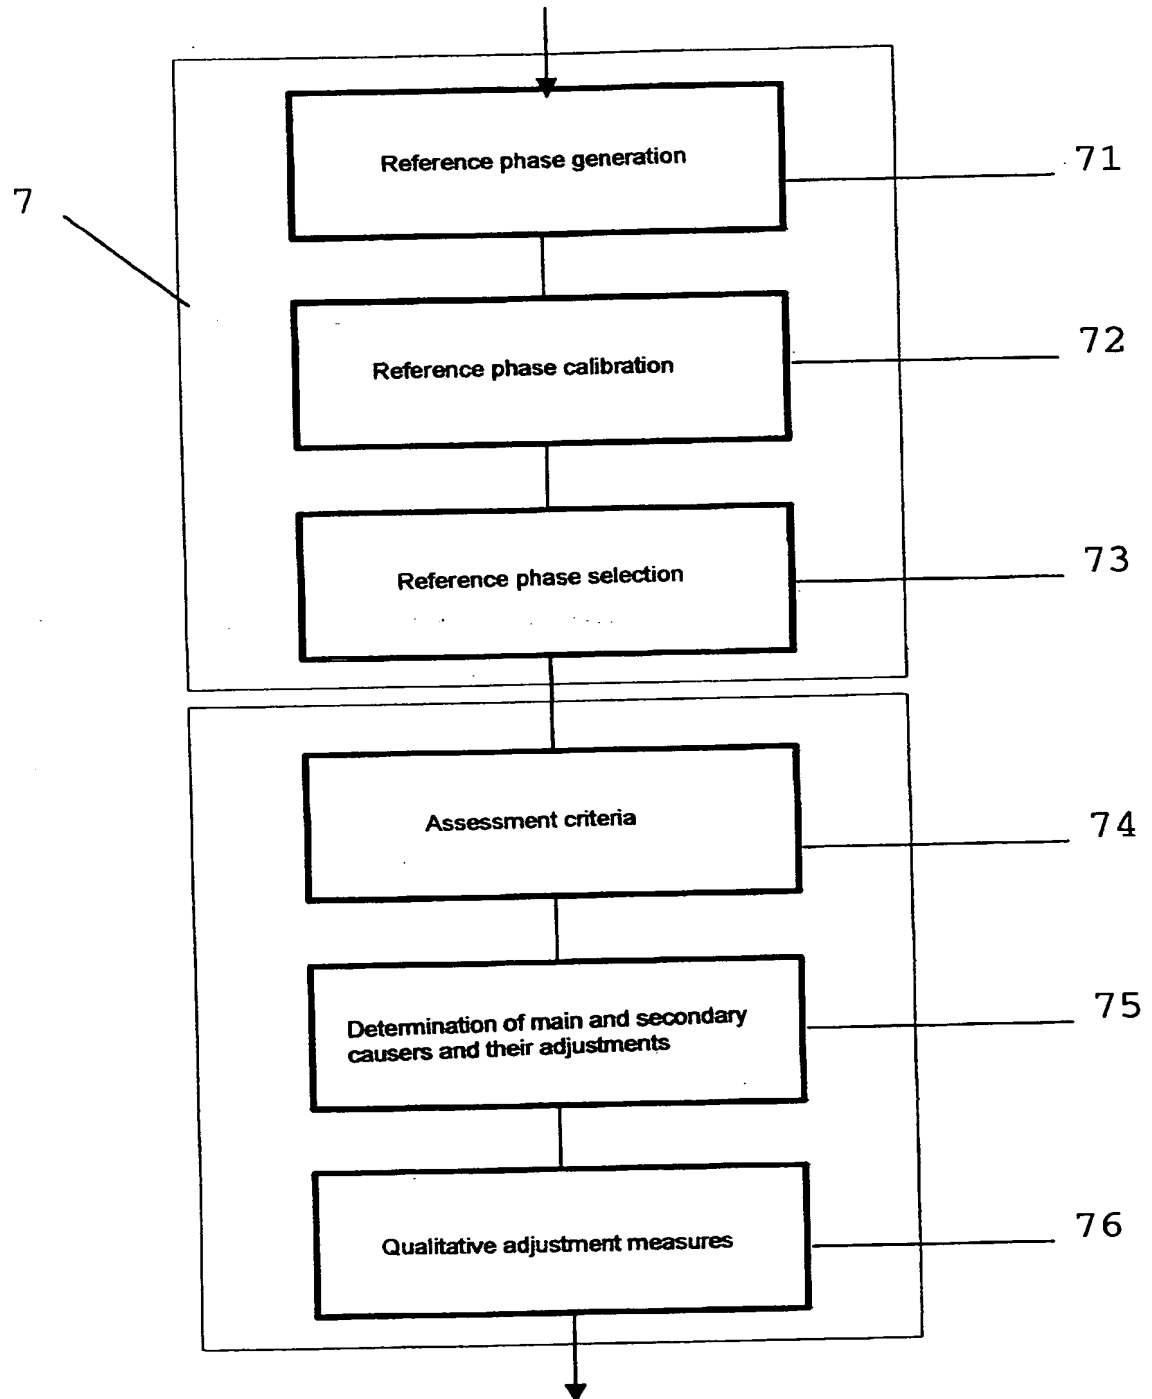 Reference phase generation
71
7
Reference phase calibration
72
Reference phase selection
73
Assessment criteria
74
Determination of main and secondary
causers and their adjustments
75
Qualitative adjustment measures
76